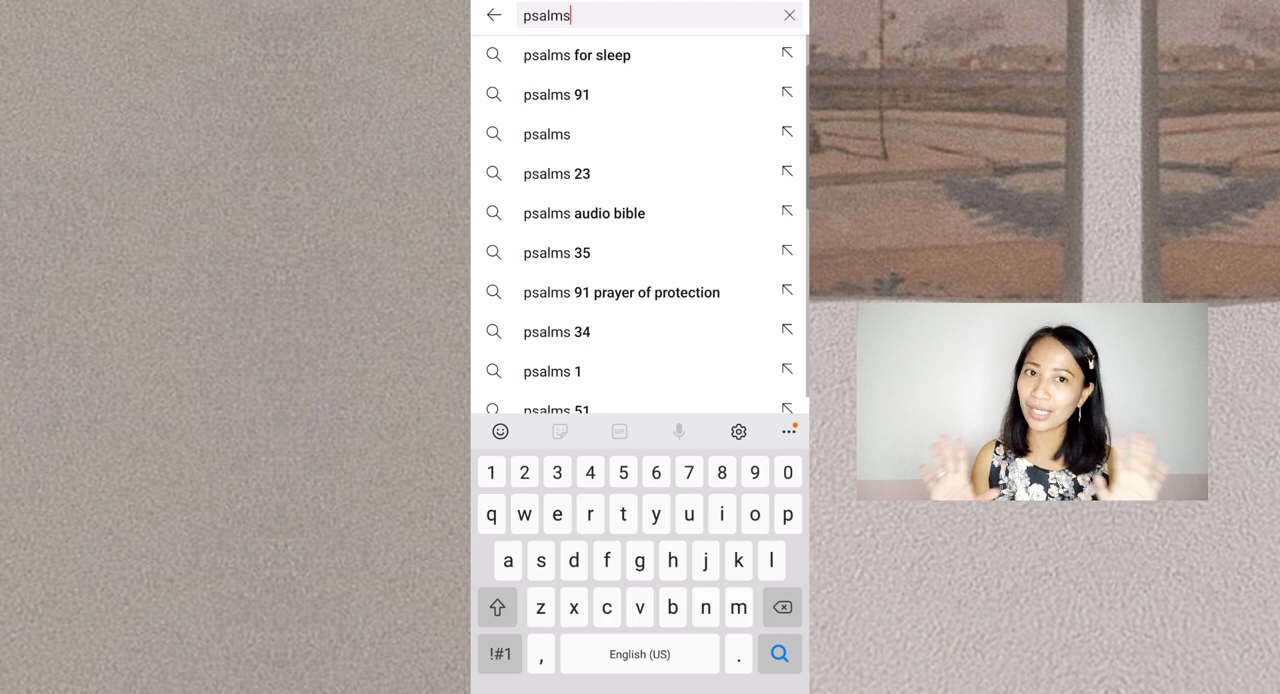 psalms
psalms for sleep
psalms 91
psalms
psalms 23
psalms audio bible
psalms 35
psalms 91 prayer of protection
psalms 34
psalms 1
psalms 51
GIF
1 2 3 4 5 6 7 8 9 0
q w e r t y u i o p
a s d f g h j k l
z x c v b n m
!#1 , English (US) .